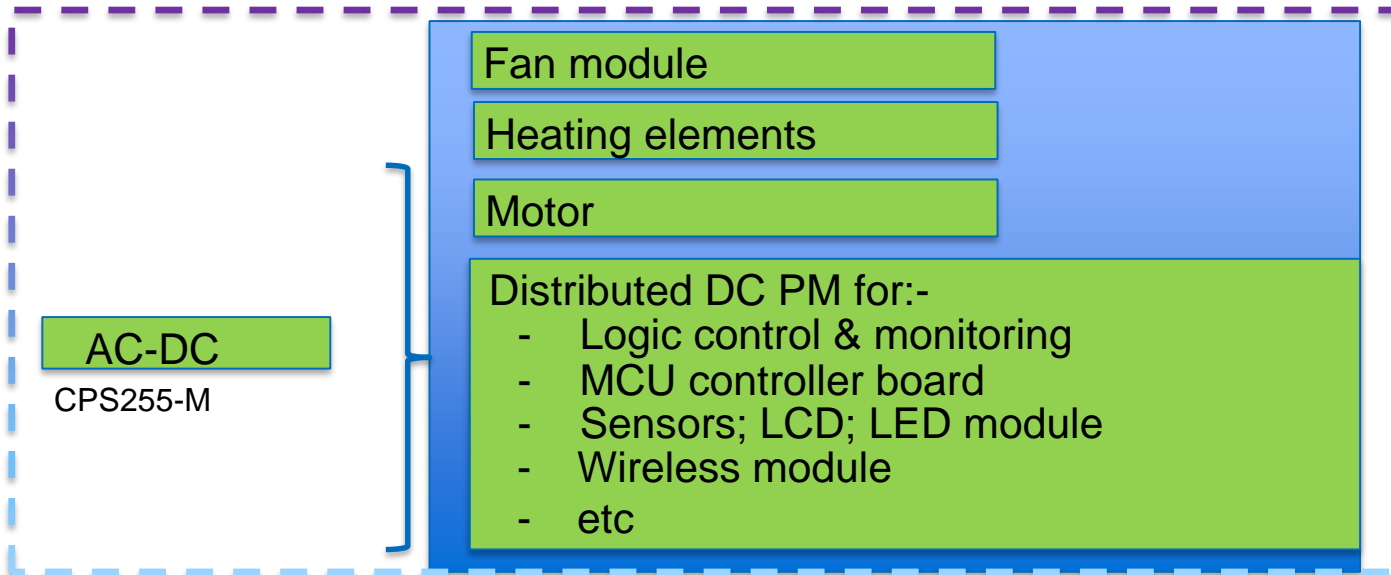 Fan module
Heating elements
Motor
AC-DC
CPS255-M
Distributed DC PM for:-
- Logic control & monitoring
- MCU controller board
- Sensors; LCD; LED module
- Wireless module
- etc